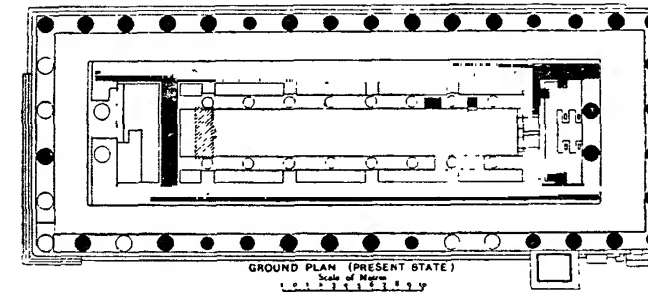 GROUND PLAN (PRESENT STATE)
Scale of Metres